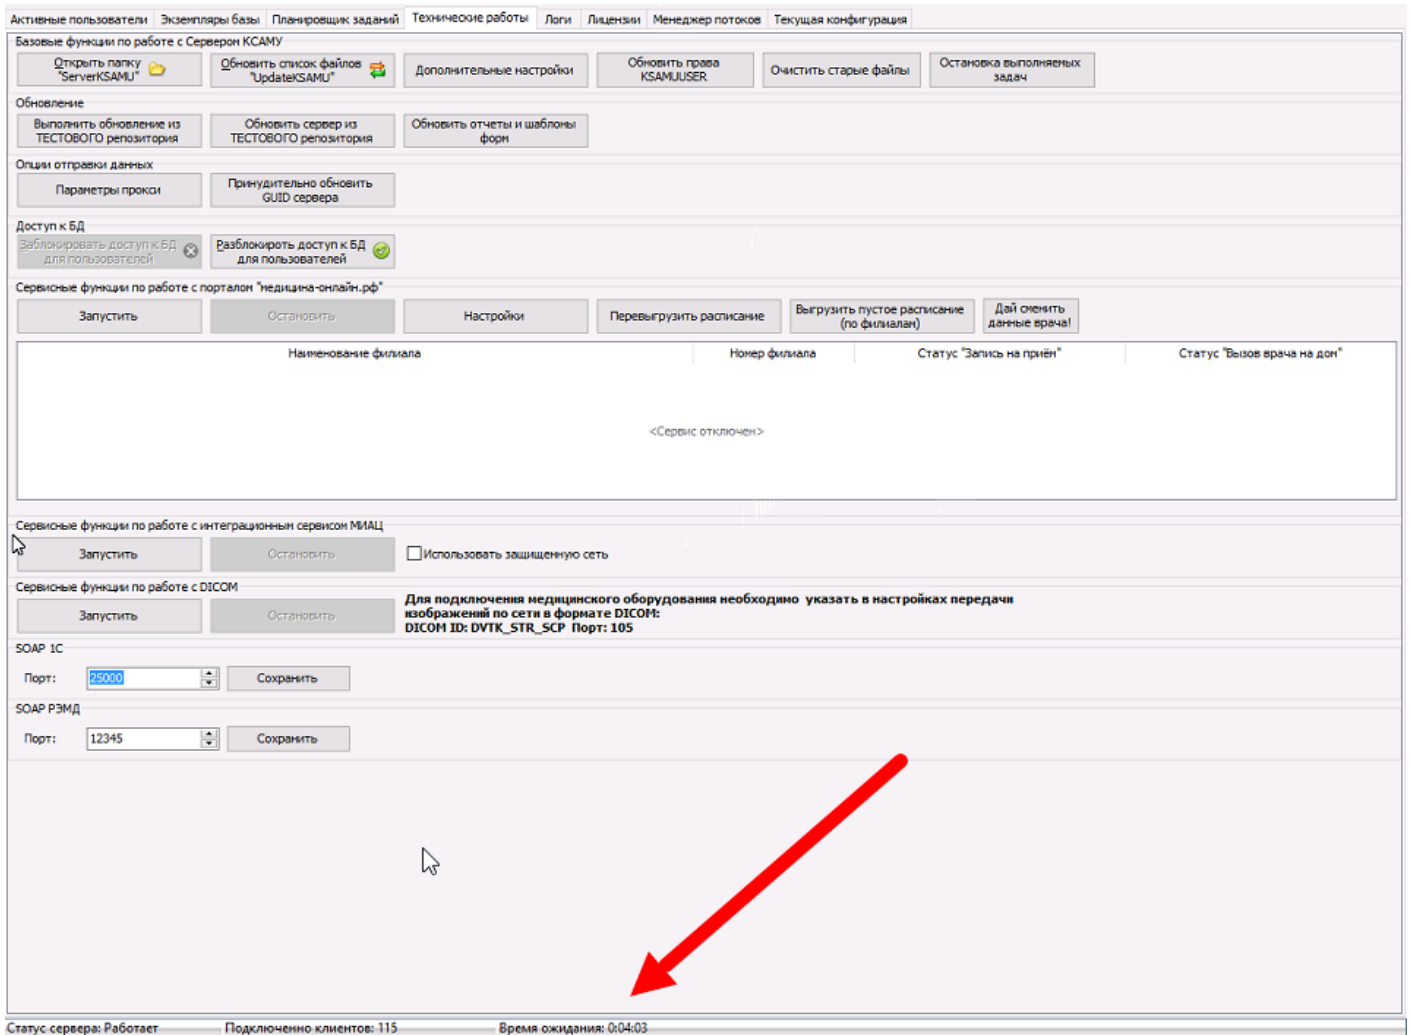 Активные пользователи Экземпляры базы Планировщик заданий Технические работы Логи Лицензии Менеджер потоков Текущая конфигурация
Базовые функции по работе с Сервером КСАМУ
Открыть папку "ServerKSAMU"
Обновить список файлов "UpdateKSAMU"
Дополнительные настройки
Обновить права KSAMUUSER
Очистить старые файлы
Остановка выполняемых задач
Обновление
Выполнить обновление из ТЕСТОВОГО репозитория
Обновить сервер из ТЕСТОВОГО репозитория
Обновить отчеты и шаблоны форм
Опции отправки данных
Параметры прокси
Принудительно обновить GUID сервера
Доступ к БД
Заблокировать доступ к БД для пользователей
Разблокироть доступ к БД для пользователей
Сервисные функции по работе с порталом "медицина-онлайн.рф"
Запустить
Остановить
Настройки
Перевыгрузить расписание
Выгрузить пустое расписание (по филиалам)
Дай сменить данные врача!
Наименование филиала Номер филиала Статус "Запись на приём" Статус "Вызов врача на дом"
<Сервис отключен>
Сервисные функции по работе с интеграционным сервисом МИАЦ
Запустить
Остановить
Использовать защищенную сеть
Сервисные функции по работе с DICOM
Запустить
Остановить
Для подключения медицинского оборудования необходимо указать в настройках передачи
изображений по сети в формате DICOM:
DICOM ID: DVTK_STR_SCP Порт: 105
SOAP 1С
Порт: 25000 Сохранить
SOAP РЭМД
Порт: 12345 Сохранить
Статус сервера: Работает Подключенно клиентов: 115 Время ожидания: 0:04:03